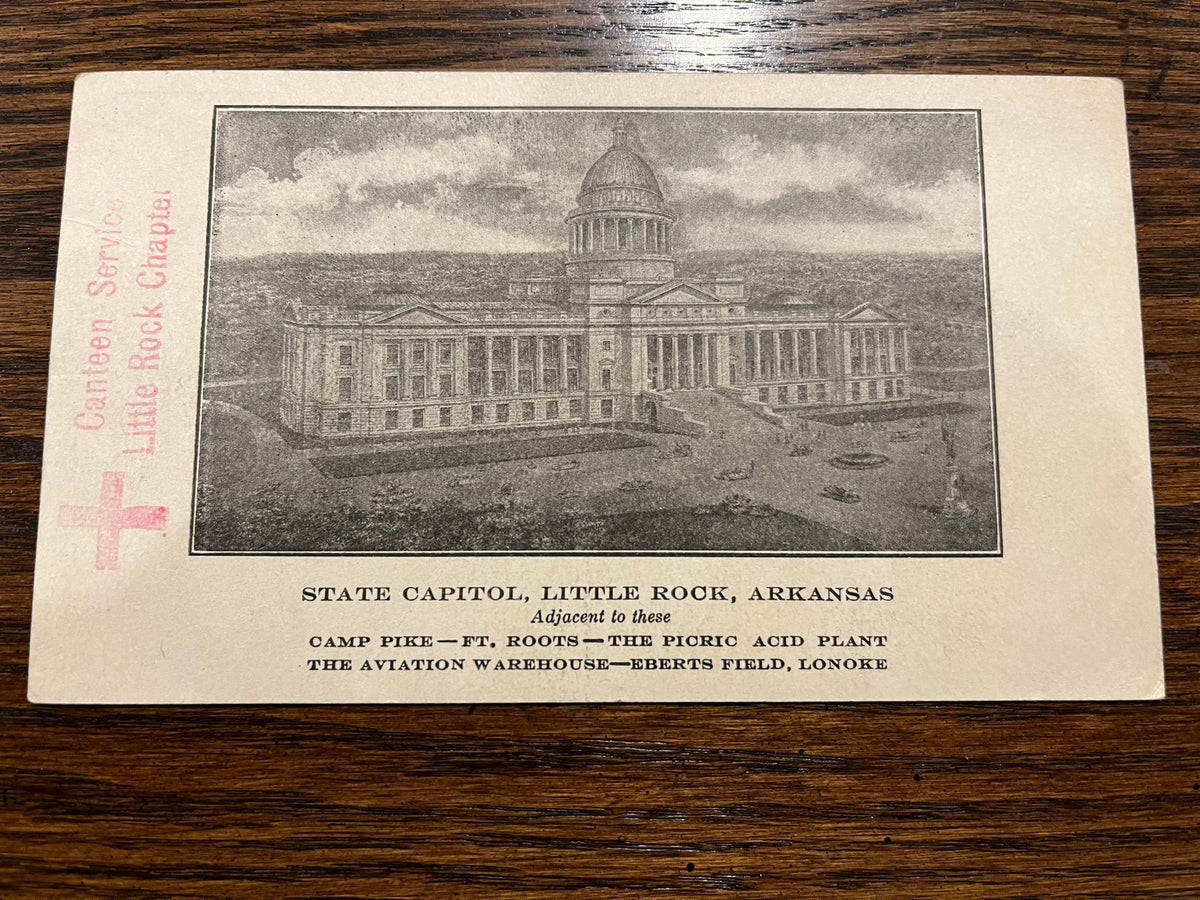 Canteen Service
Little Rock Chapter
STATE CAPITOL, LITTLE ROCK, ARKANSAS
Adjacent to these
CAMP PIKE—FT. ROOTS—THE PICRIC ACID PLANT
THE AVIATION WAREHOUSE—EBERTS FIELD, LONOKE